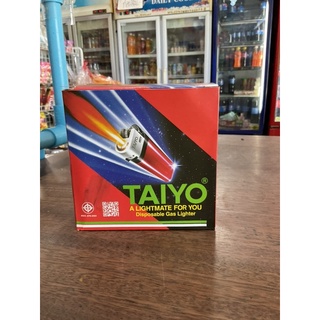 TAIYO®
A LIGHTMATE FOR YOU
Disposable Gas Lighter